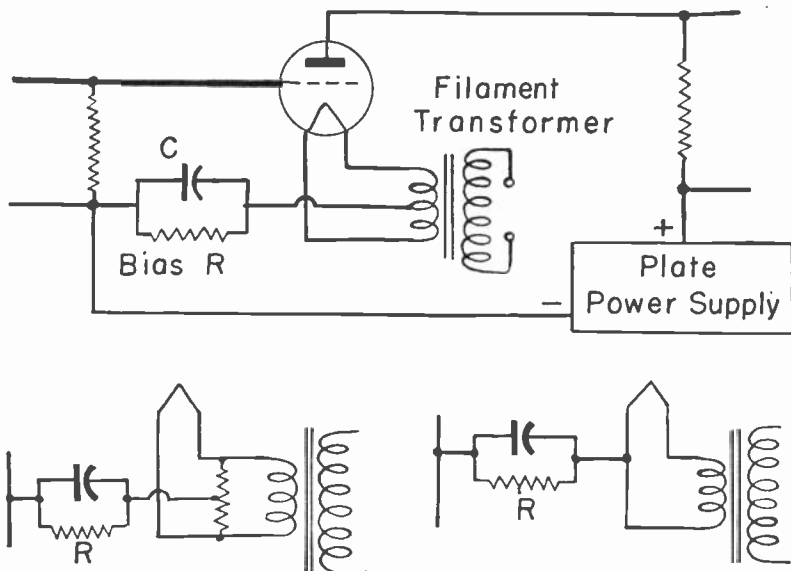 Filament
Transformer
C
Bias R
+
Plate
Power Supply
−
R
R